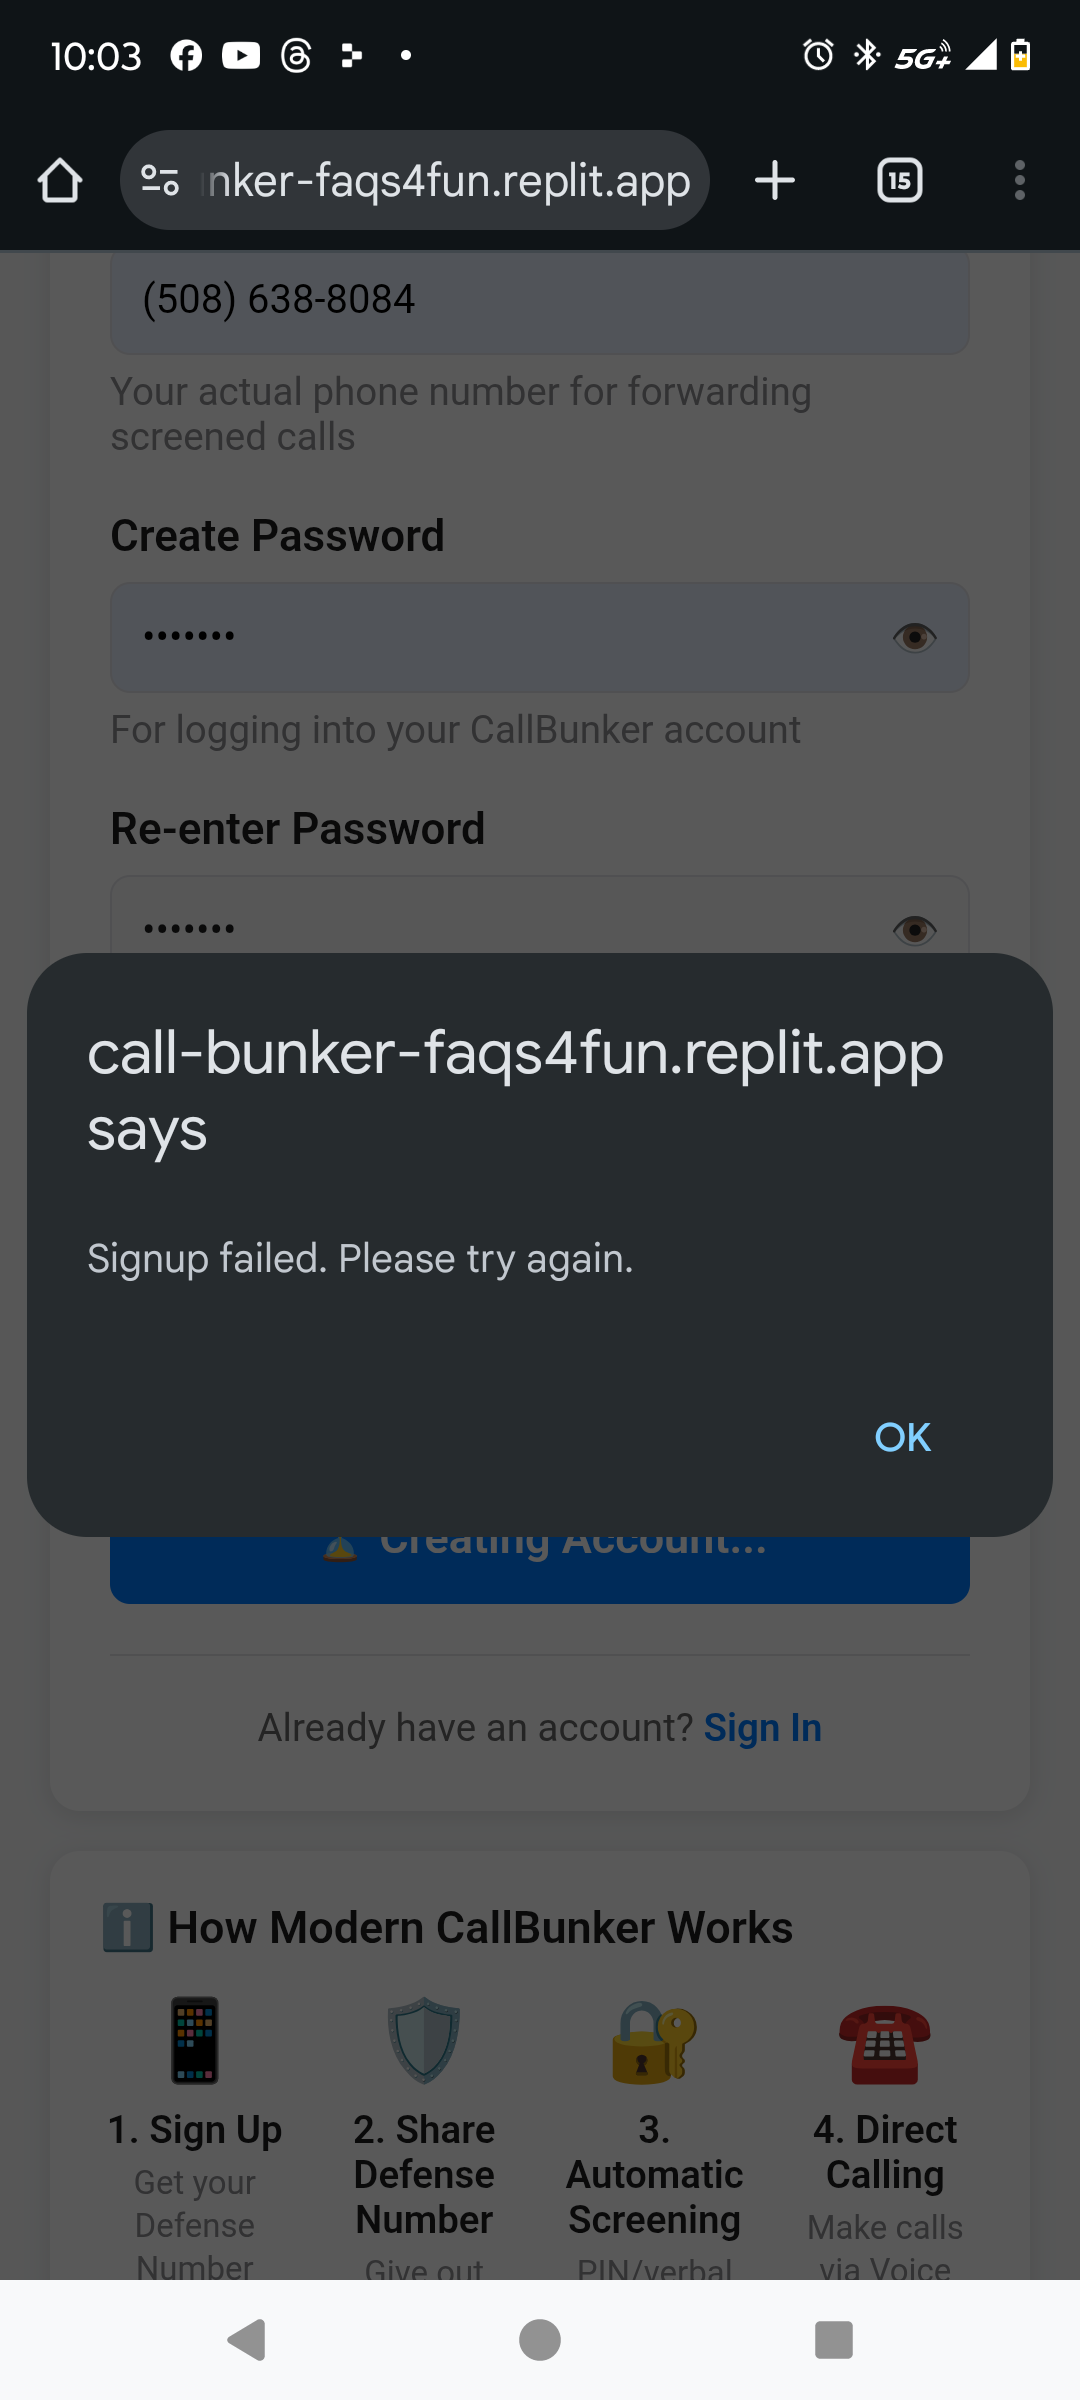 10:03
5G+
nker-faqs4fun.replit.app
15
(508) 638-8084
Your actual phone number for forwarding
screened calls
Create Password
•••••••
For logging into your CallBunker account
Re-enter Password
•••••••
call-bunker-faqs4fun.replit.app
says
Signup failed. Please try again.
OK
Creating Account...
Already have an account? Sign In
How Modern CallBunker Works
1. Sign Up
Get your
Defense
Number
2. Share
Defense
Number
Give out
3.
Automatic
Screening
PIN/verbal
4. Direct
Calling
Make calls
via Voice